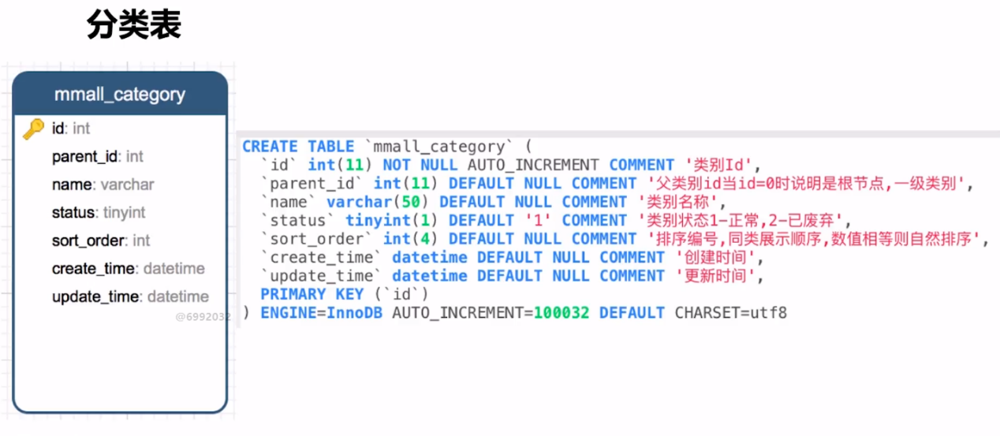 分类表
mmall_category
id: int
parent_id: int
name: varchar
status: tinyint
sort_order: int
create_time: datetime
update_time: datetime
@6992032
CREATE TABLE `mmall_category` (
`id` int(11) NOT NULL AUTO_INCREMENT COMMENT '类别Id',
`parent_id` int(11) DEFAULT NULL COMMENT '父类别id当id=0时说明是根节点,一级类别',
`name` varchar(50) DEFAULT NULL COMMENT '类别名称',
`status` tinyint(1) DEFAULT '1' COMMENT '类别状态1-正常,2-已废弃',
`sort_order` int(4) DEFAULT NULL COMMENT '排序编号,同类展示顺序,数值相等则自然排序',
`create_time` datetime DEFAULT NULL COMMENT '创建时间',
`update_time` datetime DEFAULT NULL COMMENT '更新时间',
PRIMARY KEY (`id`)
) ENGINE=InnoDB AUTO_INCREMENT=100032 DEFAULT CHARSET=utf8